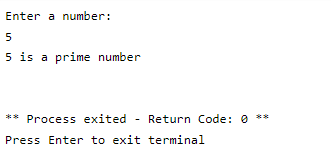 Enter a number:
5
5 is a prime number
** Process exited - Return Code: 0 **
Press Enter to exit terminal